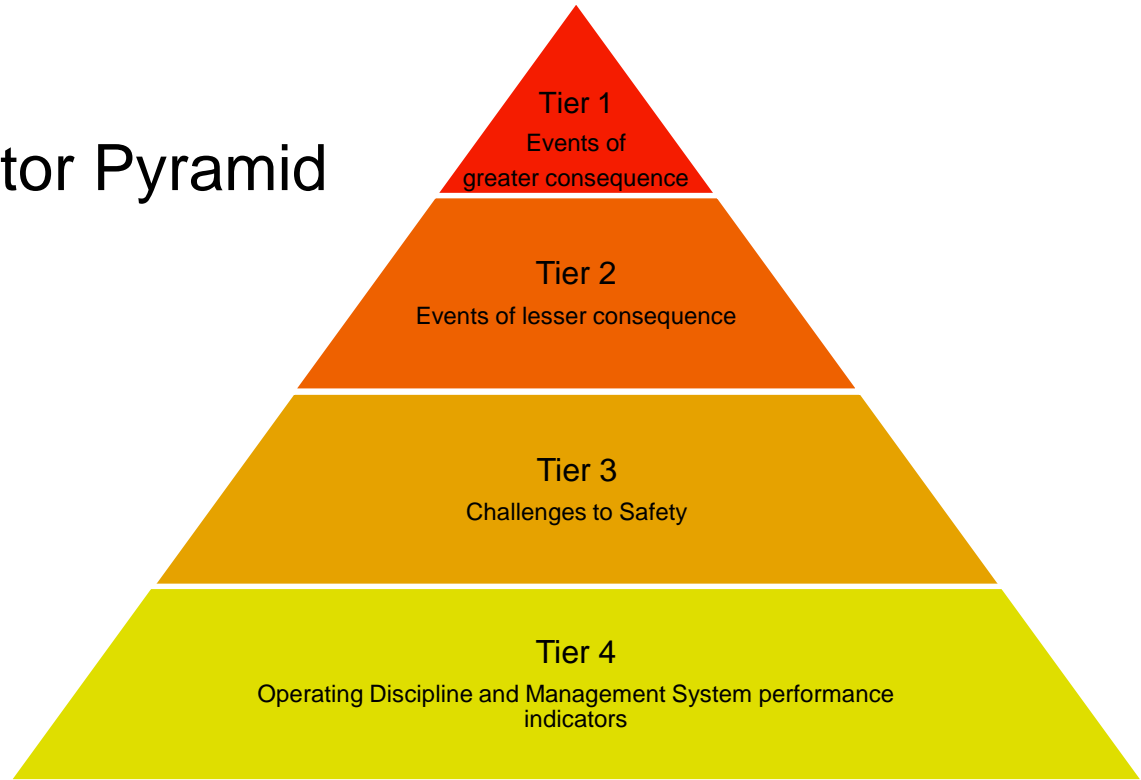 tor Pyramid
Tier 1
Events of
greater consequence
Tier 2
Events of lesser consequence
Tier 3
Challenges to Safety
Tier 4
Operating Discipline and Management System performance
indicators